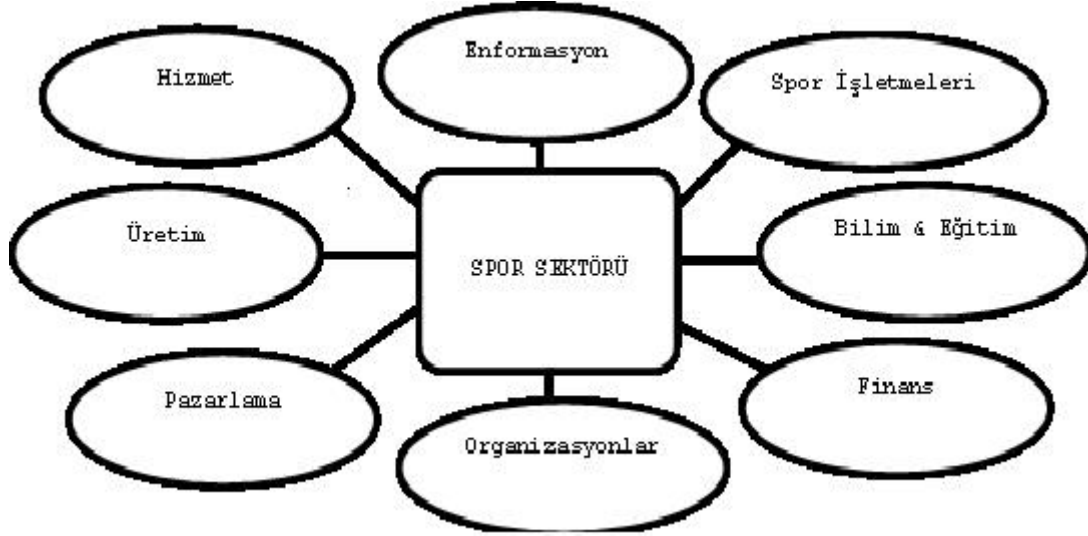 Enformasyon
Hizmet
Spor İşletmeleri
Üretim
Bilim & Eğitim
SPOR SEKTÖRÜ
Pazarlama
Finans
Organizasyonlar